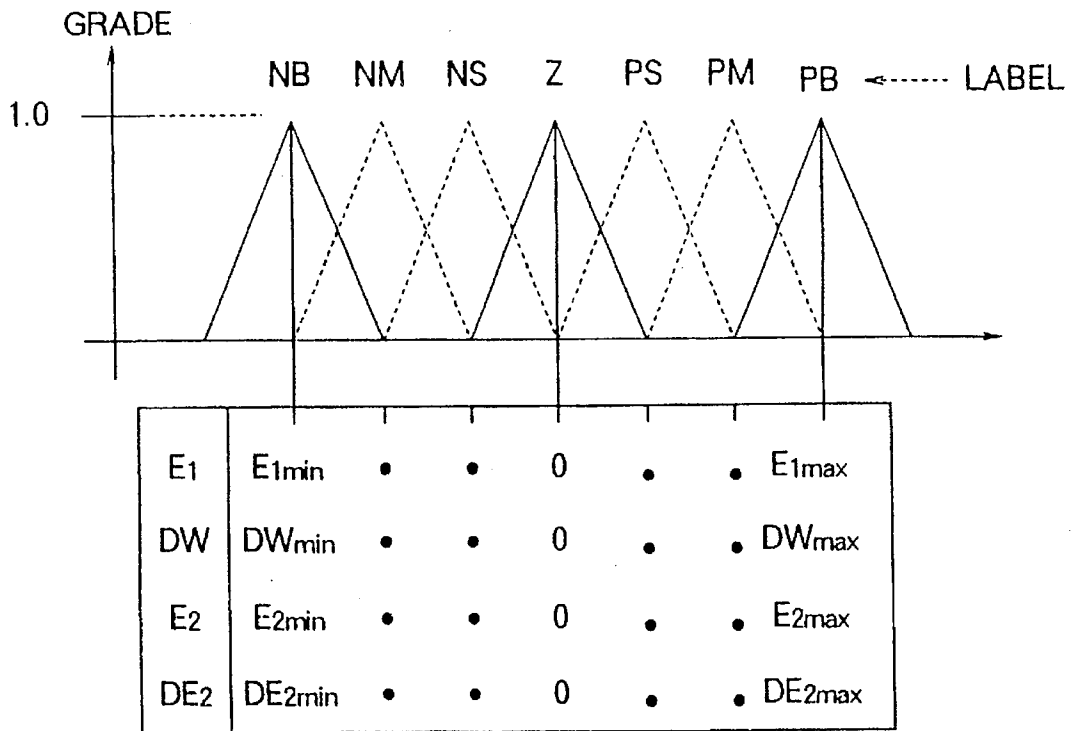 GRADE
NB NM NS Z PS PM PB LABEL
1.0
E1 E1min 0 E1max
DW DWmin 0 DWmax
E2 E2min 0 E2max
DE2 DE2min 0 DE2max